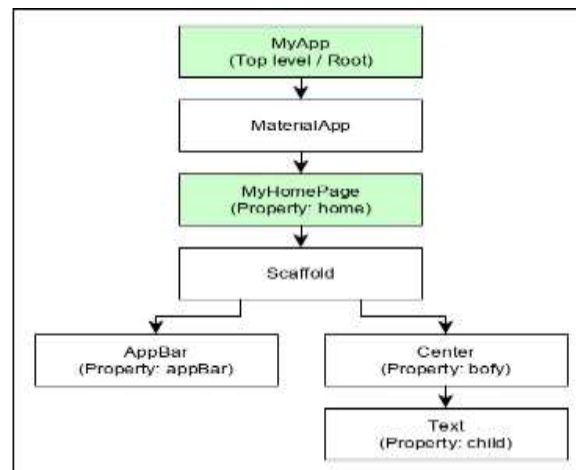 MyApp
(Top level / Root)
MaterialApp
MyHomePage
(Property: home)
Scaffold
AppBar
(Property: appBar)
Center
(Property: bofy)
Text
(Property: child)